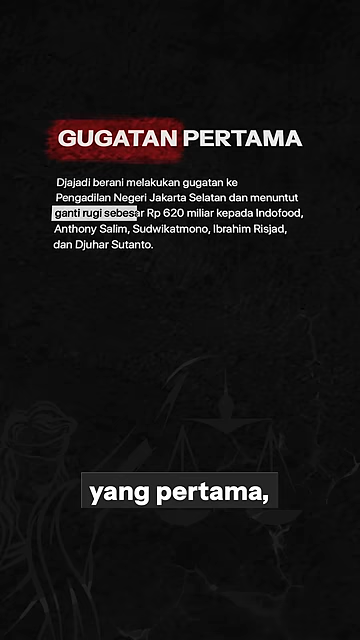 GUGATAN PERTAMA
Djajadi berani melakukan gugatan ke
Pengadilan Negeri Jakarta Selatan dan menuntut
ganti rugi sebesar Rp 620 miliar kepada Indofood,
Anthony Salim, Sudwikatmono, Ibrahim Risjad,
dan Djuhar Sutanto.
yang pertama,